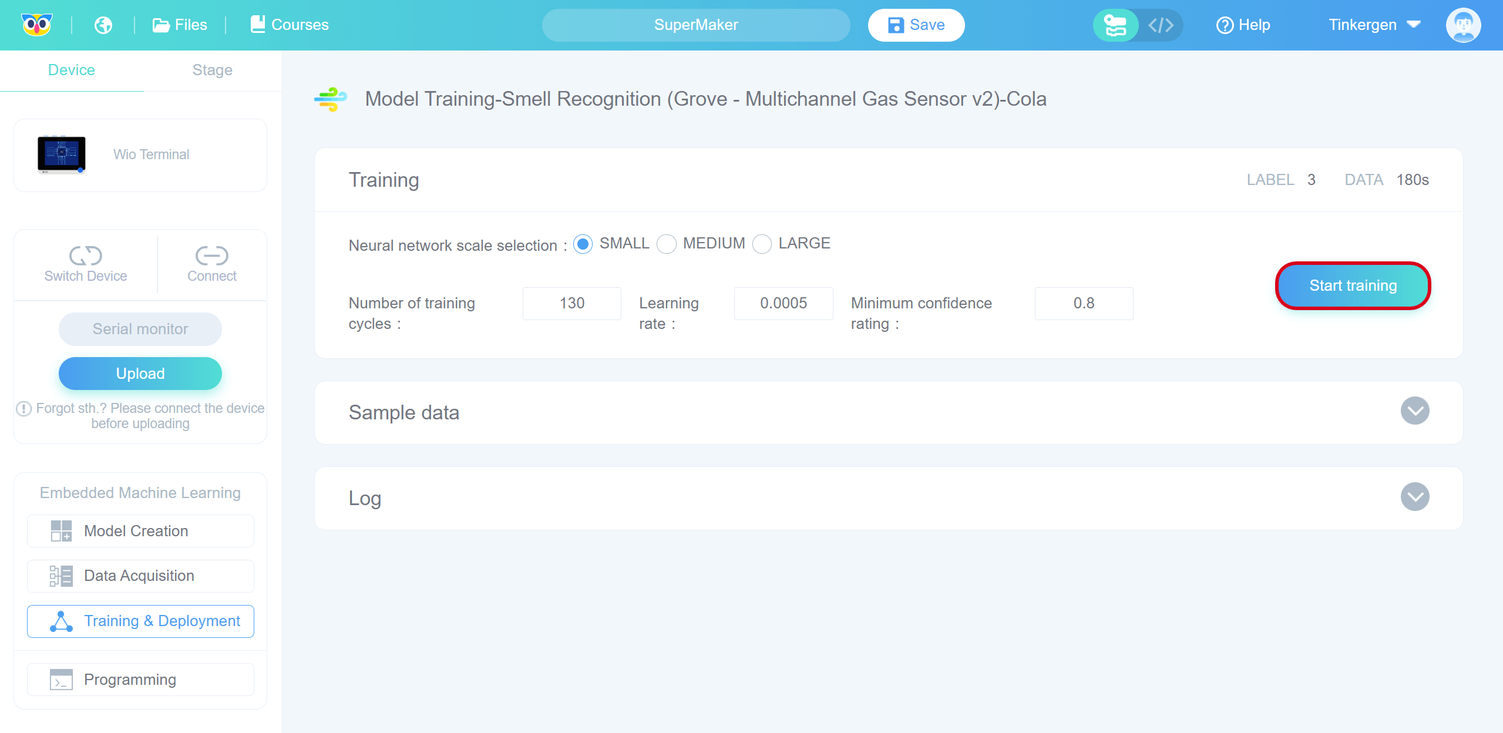 Files
Courses
SuperMaker
Save
</>
Help
Tinkergen
Device
Stage
Wio Terminal
Switch Device
Connect
Serial monitor
Upload
Forgot sth.? Please connect the device
before uploading
Embedded Machine Learning
Model Creation
Data Acquisition
Training & Deployment
Programming
Model Training-Smell Recognition (Grove - Multichannel Gas Sensor v2)-Cola
Training
LABEL 3 DATA 180s
Neural network scale selection : SMALL MEDIUM LARGE
Number of training
cycles :
130
Learning
rate :
0.0005
Minimum confidence
rating :
0.8
Start training
Sample data
Log